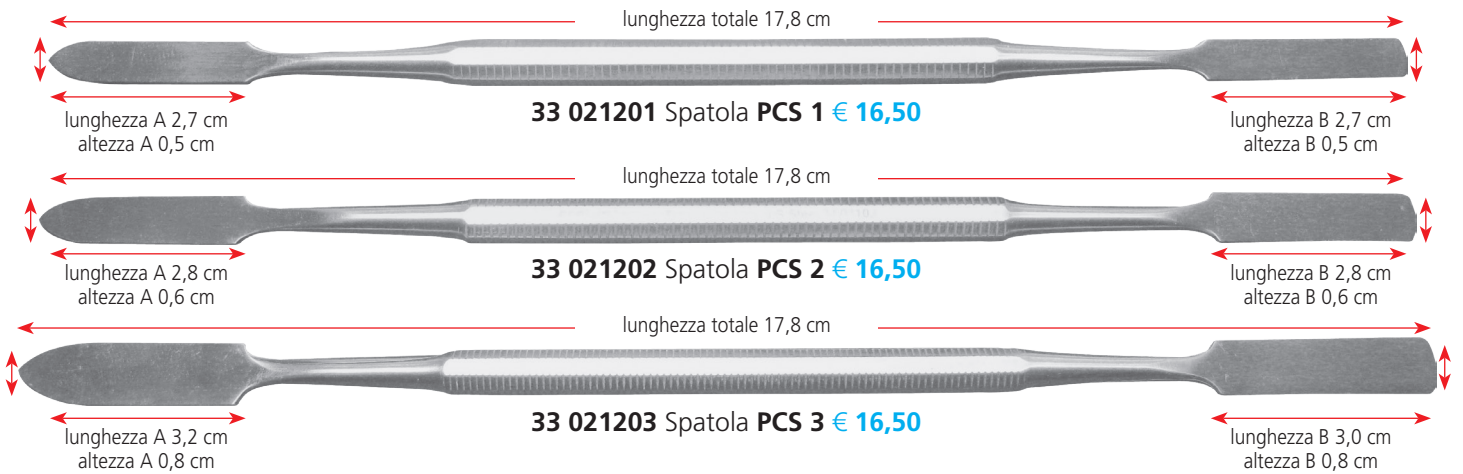 lunghezza totale 17,8 cm
lunghezza A 2,7 cm
altezza A 0,5 cm
33 021201 Spatola PCS 1 € 16,50
lunghezza B 2,7 cm
altezza B 0,5 cm
lunghezza totale 17,8 cm
lunghezza A 2,8 cm
altezza A 0,6 cm
33 021202 Spatola PCS 2 € 16,50
lunghezza B 2,8 cm
altezza B 0,6 cm
lunghezza totale 17,8 cm
lunghezza A 3,2 cm
altezza A 0,8 cm
33 021203 Spatola PCS 3 € 16,50
lunghezza B 3,0 cm
altezza B 0,8 cm